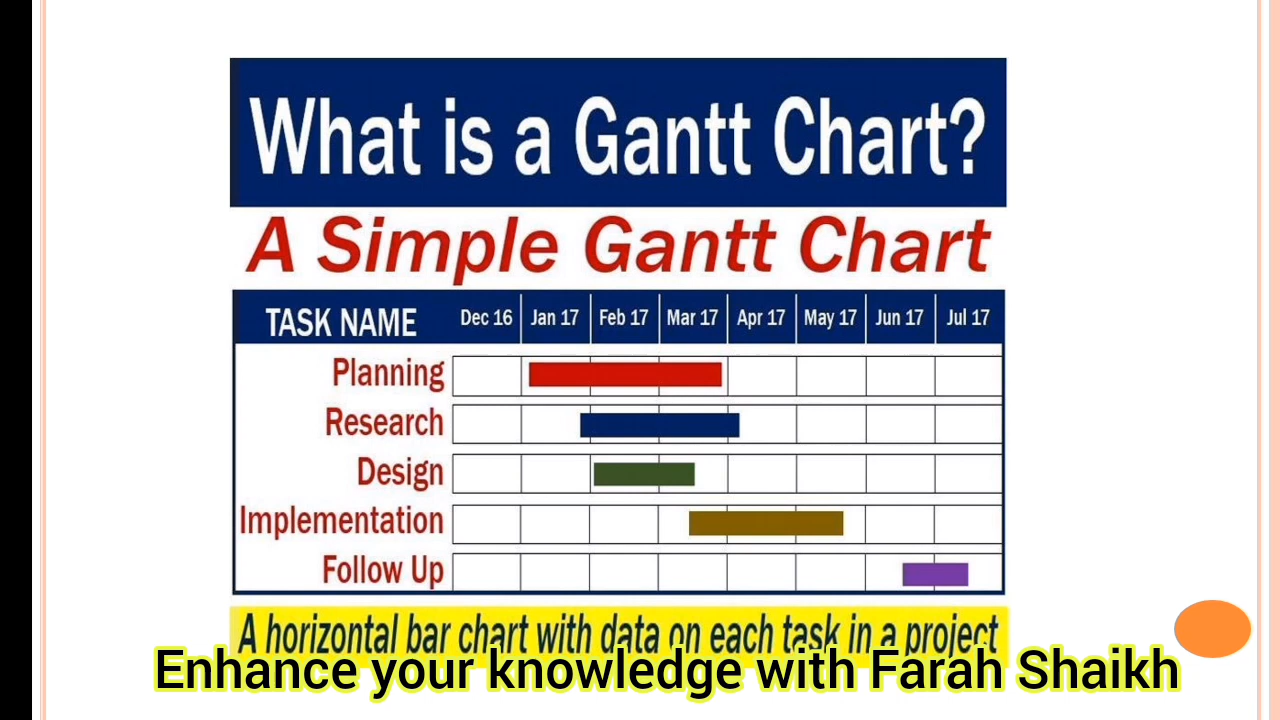 What is a Gantt Chart?
A Simple Gantt Chart
TASK NAME Dec 16 Jan 17 Feb 17 Mar 17 Apr 17 May 17 Jun 17 Jul 17
Planning
Research
Design
Implementation
Follow Up
A horizontal bar chart with data on each task in a project
Enhance your knowledge with Farah Shaikh